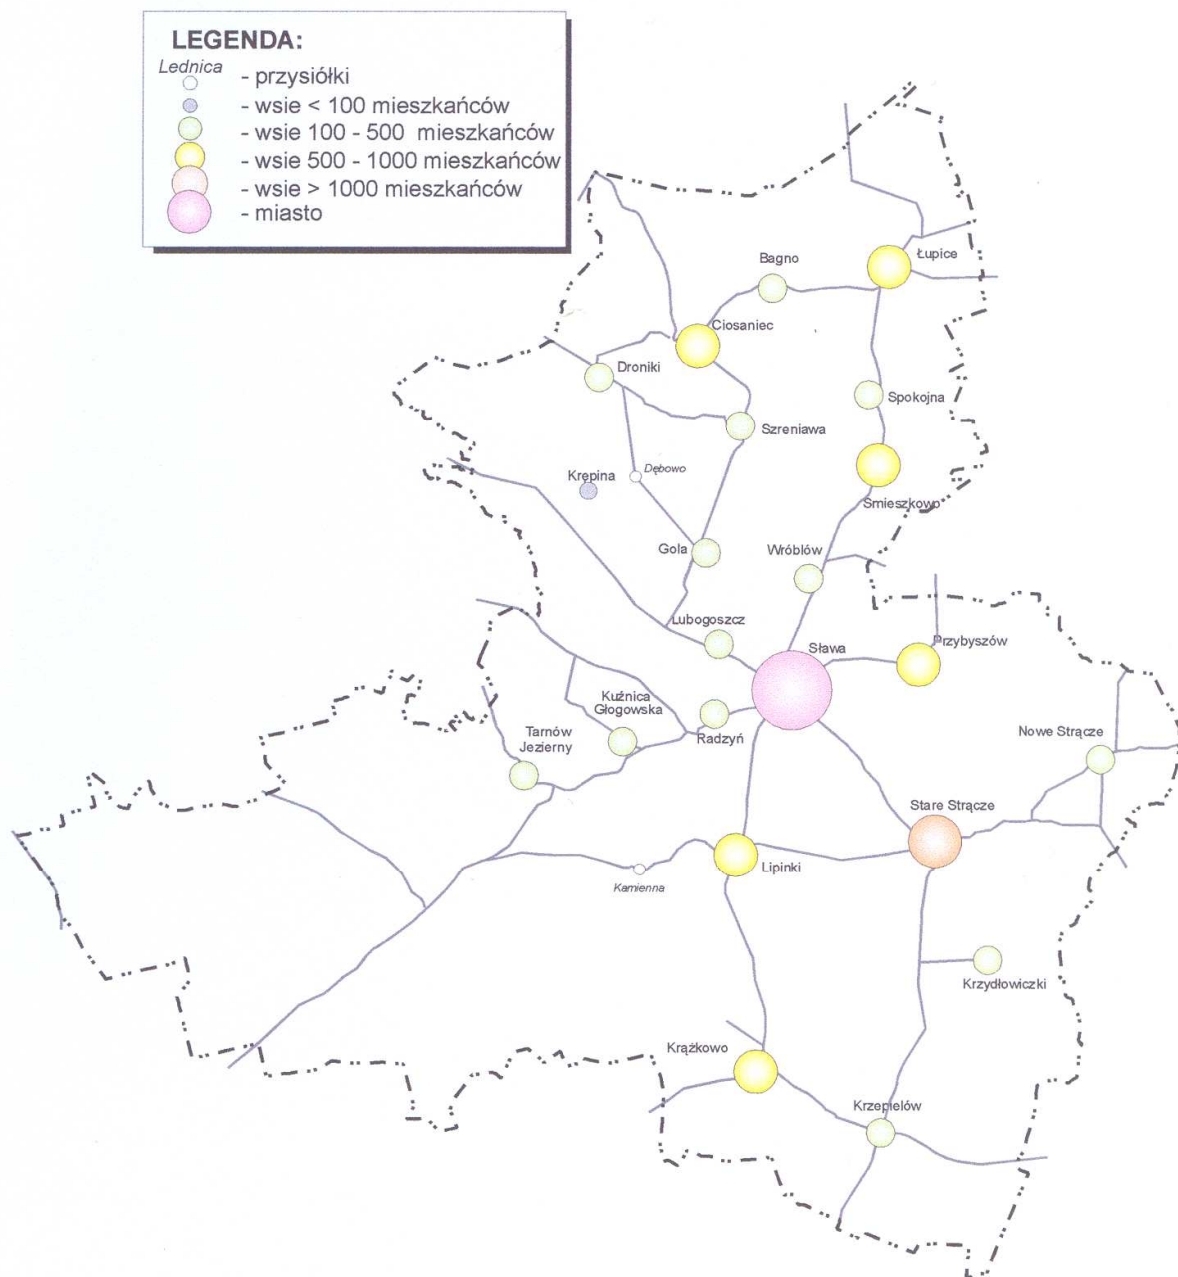 LEGENDA:
Lednica
- przysiółki
- wsie < 100 mieszkańców
- wsie 100 - 500 mieszkańców
- wsie 500 - 1000 mieszkańców
- wsie > 1000 mieszkańców
- miasto
Łupice
Bagno
Ciosaniec
Droniki
Spokojna
Szreniawa
Dębowo
Krępina
Śmieszkowo
Gola
Wróblów
Lubogoszcz
Sława
Przybyszów
Kuźnica
Głogowska
Radzyń
Tarnów
Jezierny
Nowe Strącze
Stare Strącze
Lipinki
Kamienna
Krzydłowiczki
Krążkowo
Krzepielów